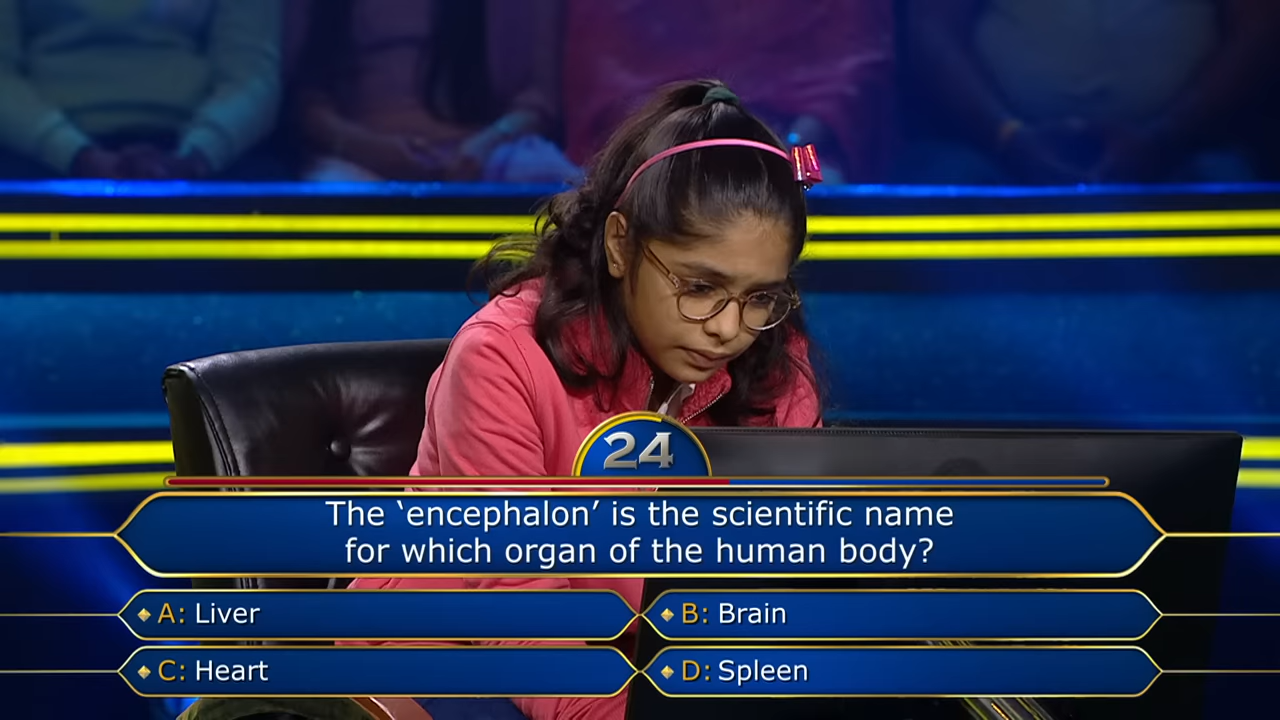 24
The ‘encephalon’ is the scientific name
for which organ of the human body?
A: Liver
B: Brain
C: Heart
D: Spleen